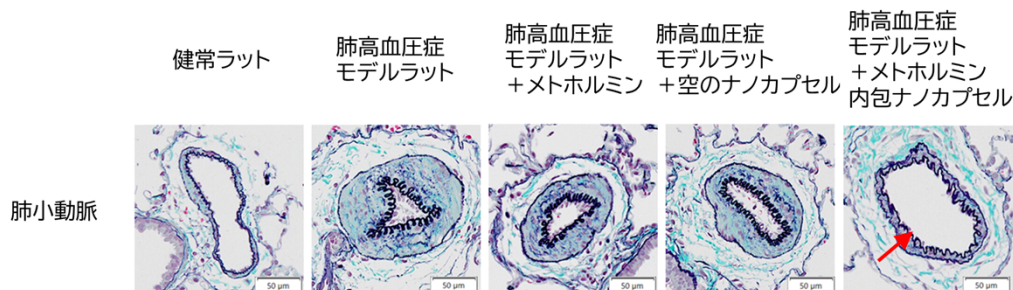 健常ラット
肺高血圧症
モデルラット
肺高血圧症
モデルラット
＋メトホルミン
肺高血圧症
モデルラット
＋空のナノカプセル
肺高血圧症
モデルラット
＋メトホルミン
内包ナノカプセル
肺小動脈
50 μm
50 μm
50 μm
50 μm
50 μm